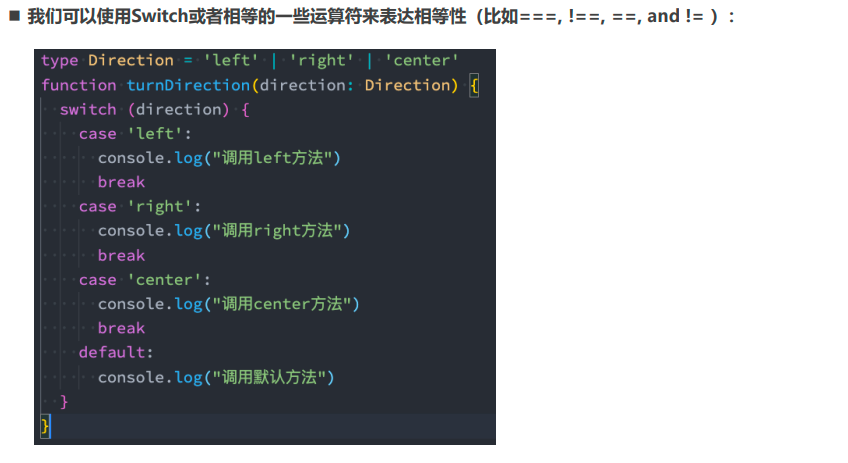 ■ 我们可以使用Switch或者相等的一些运算符来表达相等性（比如===, !==, ==, and != ）：
type Direction = 'left' | 'right' | 'center'
function turnDirection(direction: Direction) {
  switch (direction) {
    case 'left':
      console.log("调用left方法")
      break
    case 'right':
      console.log("调用right方法")
      break
    case 'center':
      console.log("调用center方法")
      break
    default:
      console.log("调用默认方法")
  }
}